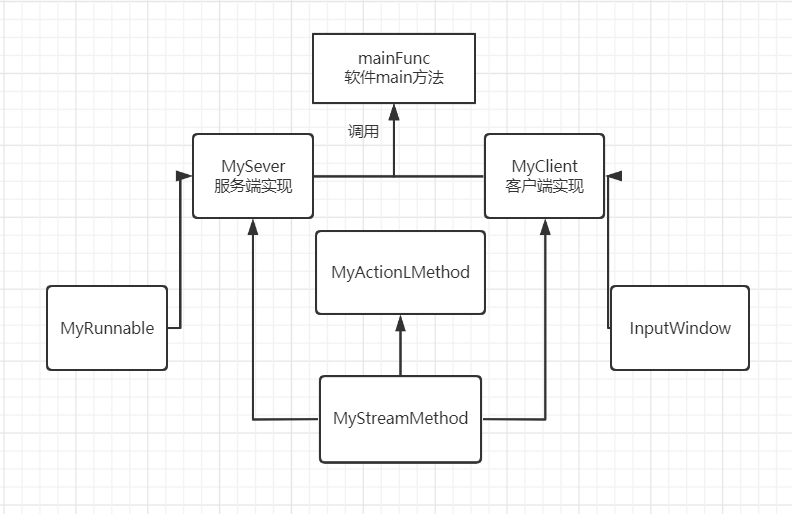 mainFunc
软件main方法
调用
MySever
服务端实现
MyClient
客户端实现
MyActionLMethod
MyRunnable
InputWindow
MyStreamMethod